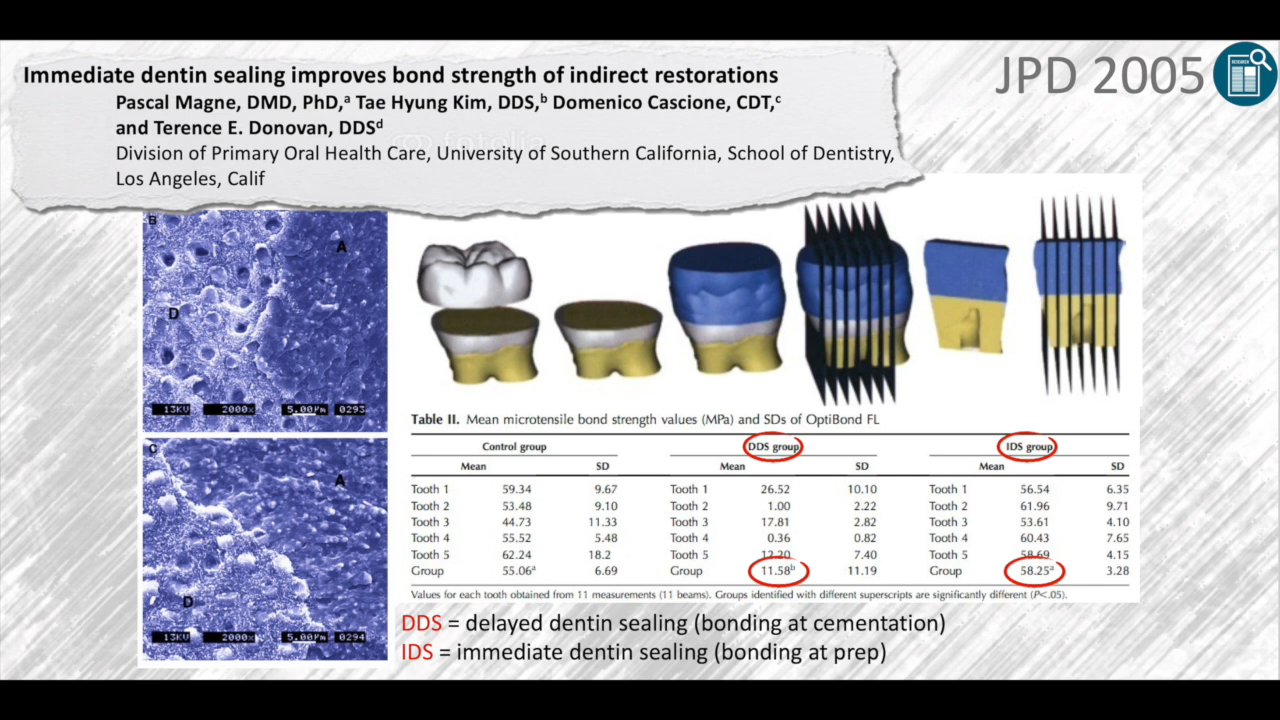 Immediate dentin sealing improves bond strength of indirect restorations
Pascal Magne, DMD, PhD,ᵃ Tae Hyung Kim, DDS,ᵇ Domenico Cascione, CDT,ᶜ
and Terence E. Donovan, DDSᵈ
Division of Primary Oral Health Care, University of Southern California, School of Dentistry,
Los Angeles, Calif
JPD 2005
RESEARCH
B
A
D
13KV 2000x 5.00µm 0293
C
A
D
13KV 2000x 5.00µm 0294
Table II. Mean microtensile bond strength values (MPa) and SDs of OptiBond FL
Control group DDS group IDS group
Mean SD Mean SD Mean SD
Tooth 1 59.34 9.67 Tooth 1 26.52 10.10 Tooth 1 56.54 6.35
Tooth 2 53.48 9.10 Tooth 2 1.00 2.22 Tooth 2 61.96 9.71
Tooth 3 44.73 11.33 Tooth 3 17.81 2.82 Tooth 3 53.61 4.10
Tooth 4 55.52 5.48 Tooth 4 0.36 0.82 Tooth 4 60.43 7.65
Tooth 5 62.24 18.2 Tooth 5 12.20 7.40 Tooth 5 58.69 4.15
Group 55.06ᵃ 6.69 Group 11.58ᵇ 11.19 Group 58.25ᵃ 3.28
Values for each tooth obtained from 11 measurements (11 beams). Groups identified with different superscripts are significantly different (P<.05).
DDS = delayed dentin sealing (bonding at cementation)
IDS = immediate dentin sealing (bonding at prep)